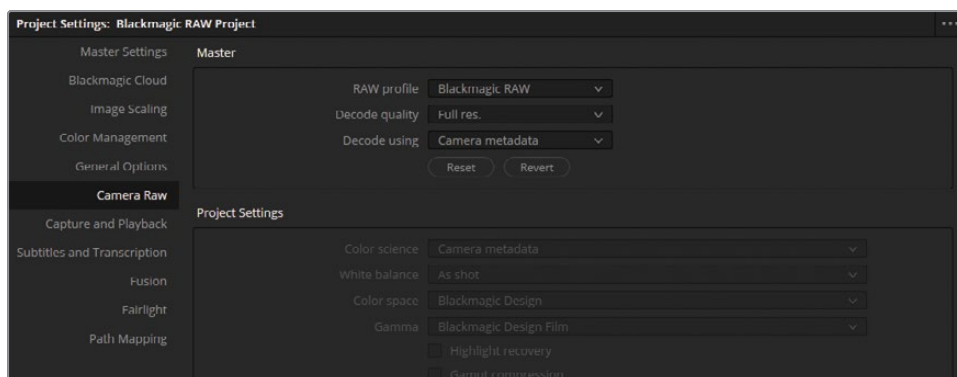 Project Settings: Blackmagic RAW Project
Master Settings
Blackmagic Cloud
Image Scaling
Color Management
General Options
Camera Raw
Capture and Playback
Subtitles and Transcription
Fusion
Fairlight
Path Mapping
Master
RAW profile Blackmagic RAW
Decode quality Full res.
Decode using Camera metadata
Reset Revert
Project Settings
Color science Camera metadata
White balance As shot
Color space Blackmagic Design
Gamma Blackmagic Design Film
Highlight recovery
Gamut compression